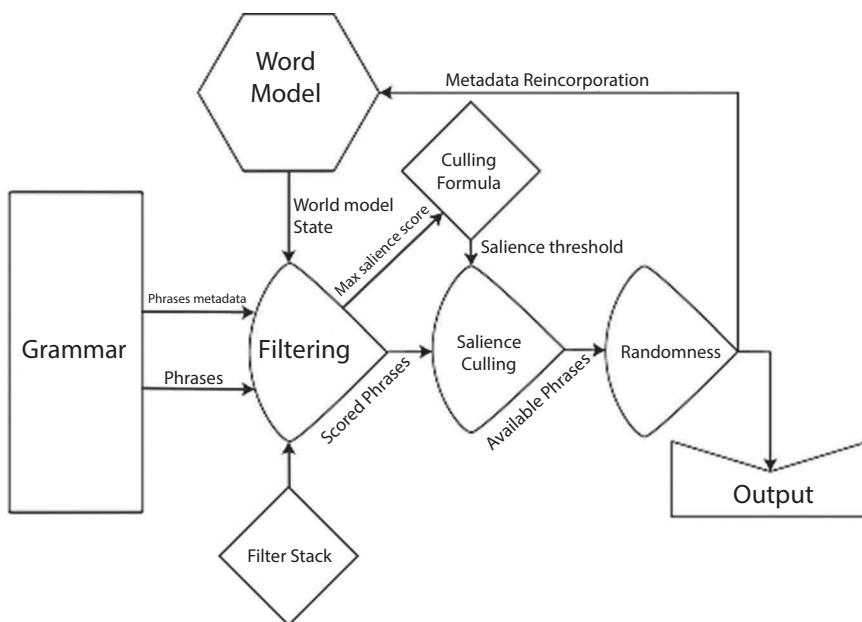 Word
Model
Metadata Reincorporation
Culling
Formula
World model
State
Max salience score
Salience threshold
Phrases metadata
Grammar
Filtering
Salience
Culling
Randomness
Phrases
Scored Phrases
Available Phrases
Output
Filter Stack